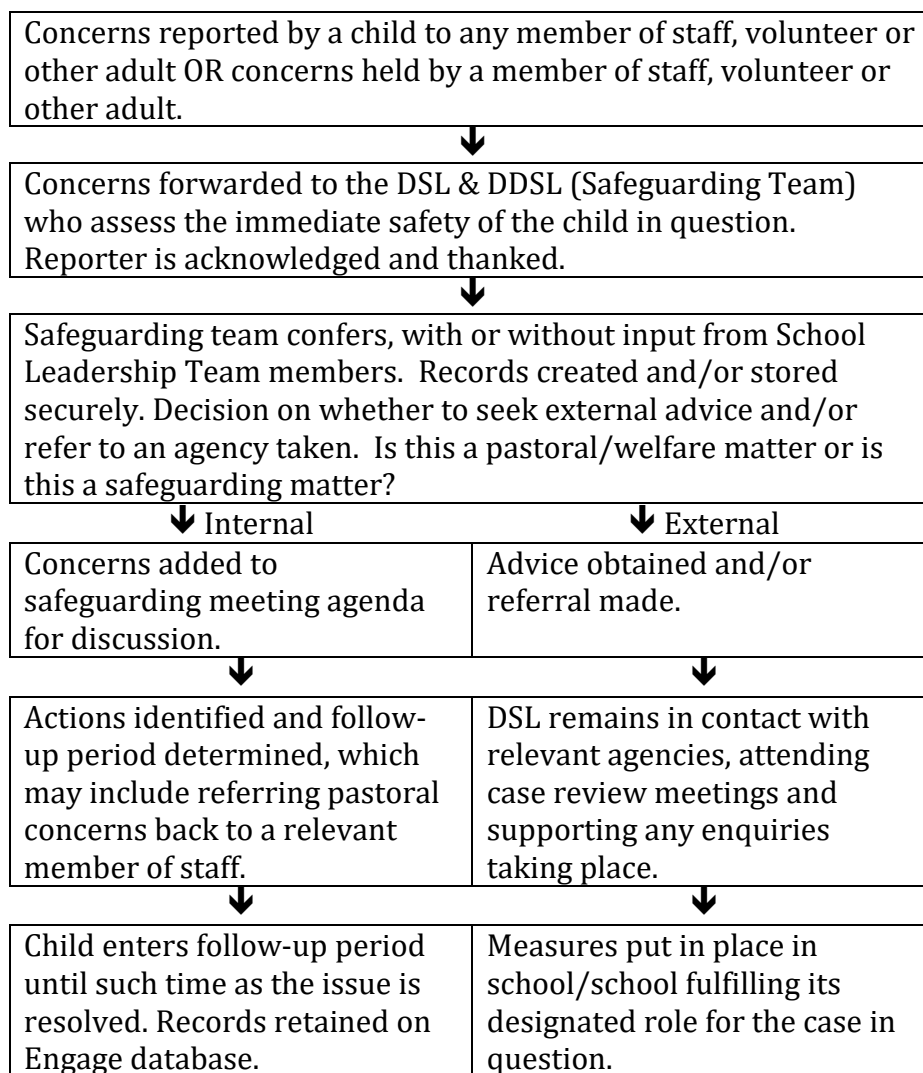 Concerns reported by a child to any member of staff, volunteer or
other adult OR concerns held by a member of staff, volunteer or
other adult.
Concerns forwarded to the DSL & DDSL (Safeguarding Team)
who assess the immediate safety of the child in question.
Reporter is acknowledged and thanked.
Safeguarding team confers, with or without input from School
Leadership Team members.  Records created and/or stored
securely. Decision on whether to seek external advice and/or
refer to an agency taken.  Is this a pastoral/welfare matter or is
this a safeguarding matter?
Internal
External
Concerns added to
safeguarding meeting agenda
for discussion.
Advice obtained and/or
referral made.
Actions identified and follow-
up period determined, which
may include referring pastoral
concerns back to a relevant
member of staff.
DSL remains in contact with
relevant agencies, attending
case review meetings and
supporting any enquiries
taking place.
Child enters follow-up period
until such time as the issue is
resolved. Records retained on
Engage database.
Measures put in place in
school/school fulfilling its
designated role for the case in
question.